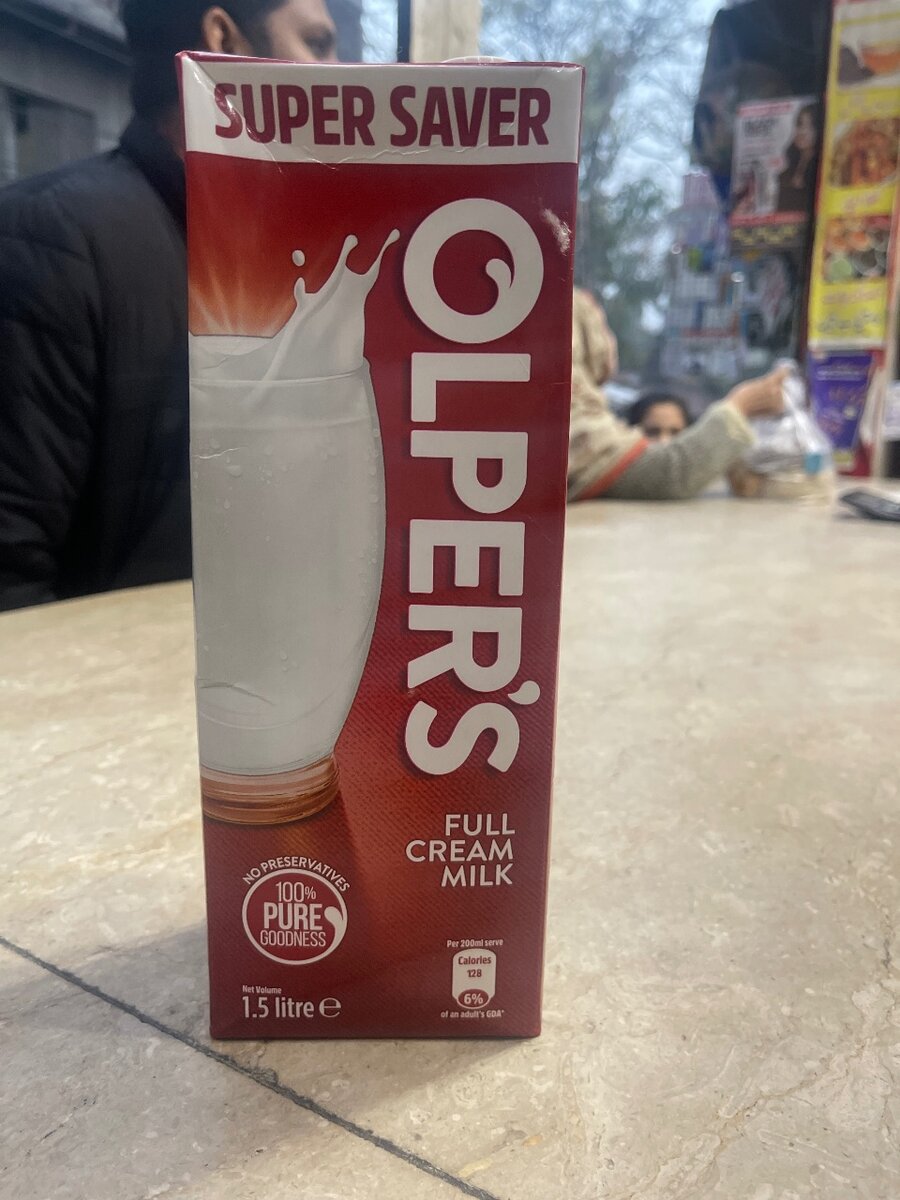 SUPER SAVER
OLPER'S
FULL
CREAM
MILK
NO PRESERVATIVES
100%
PURE
GOODNESS
Net Volume
1.5 litre ℮
Per 200ml serve
Calories
128
6%
of an adult's GDA*